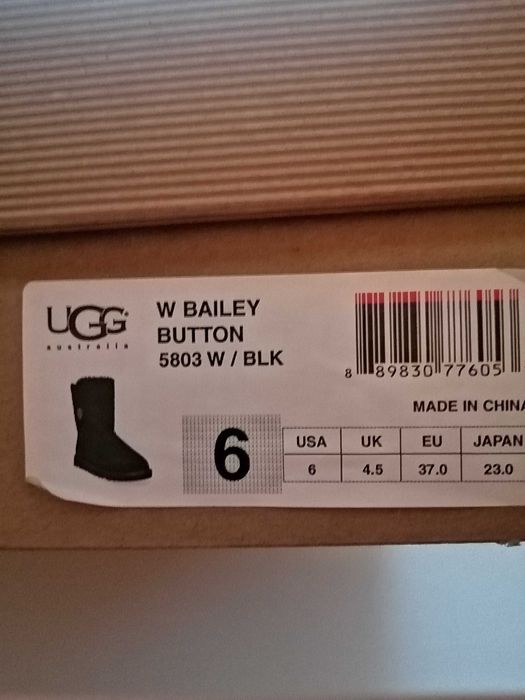 UGG®
australia
W BAILEY
BUTTON
5803 W / BLK
8 89830 77605
MADE IN CHINA
6
USA UK EU JAPAN
6 4.5 37.0 23.0